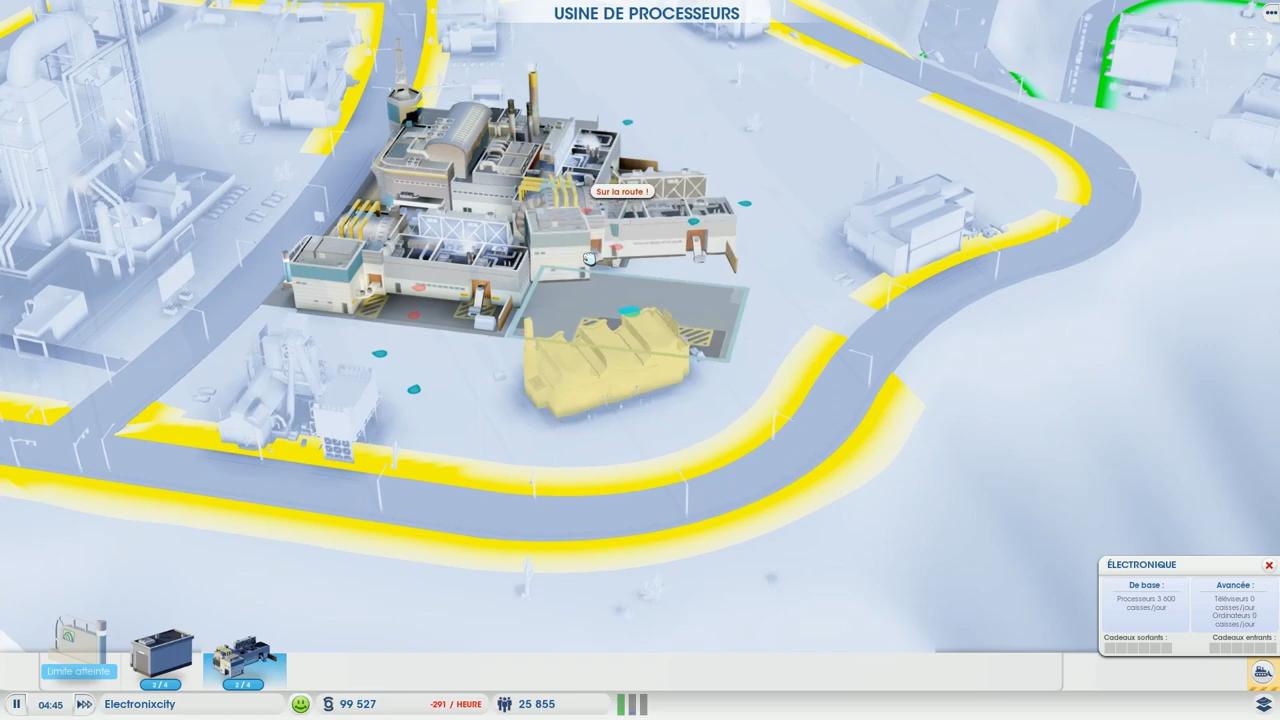 USINE DE PROCESSEURS
Sur la route !
ÉLECTRONIQUE
De base :
Processeurs 3 600
caisses/jour
Avancée :
Téléviseurs 0
caisses/jour
Ordinateurs 0
caisses/jour
Cadeaux sortants :
Cadeaux entrants :
Limite atteinte
2 / 4
2 / 4
04:45
Electronixcity
99 527
-291 / HEURE
25 855